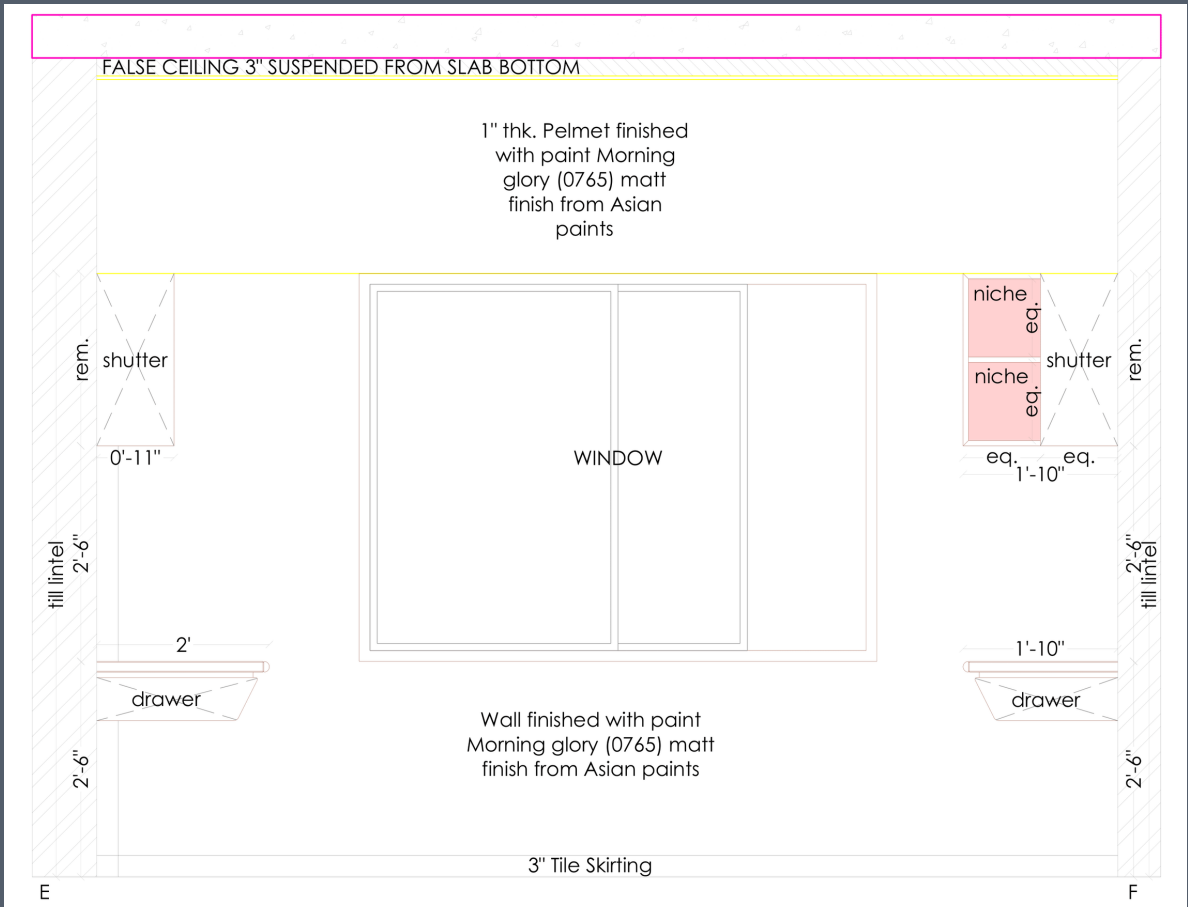 FALSE CEILING 3" SUSPENDED FROM SLAB BOTTOM
1" thk. Pelmet finished
with paint Morning
glory (0765) matt
finish from Asian
paints
niche
eq.
rem.
shutter
shutter
rem.
niche
eq.
0'-11"
WINDOW
eq.
eq.
1'-10"
till lintel
2'-6"
2'-6"
till lintel
2'
1'-10"
drawer
drawer
Wall finished with paint
Morning glory (0765) matt
finish from Asian paints
2'-6"
2'-6"
3" Tile Skirting
E
F